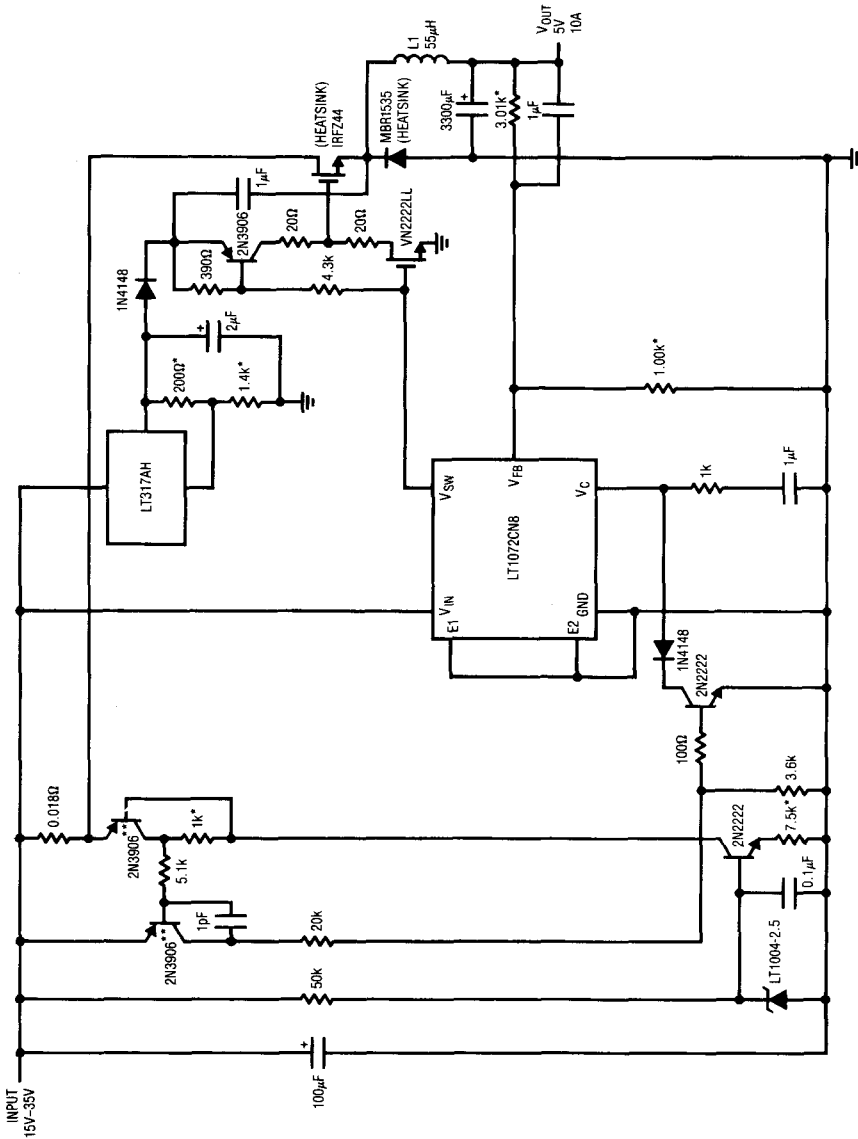 INPUT
15V–35V
100µF
+
50k
LT1004-2.5
0.1µF
2N3906**
1pF
20k
5.1k
0.018Ω
2N3906**
1k*
2N2222
7.5k*
3.6k
100Ω
2N2222
1N4148
LT1072CN8
E1
VIN
VSW
VFB
VC
GND
E2
1k
1µF
1.00k*
LT317AH
200Ω*
1.4k*
2µF
+
1N4148
390Ω
2N3906
4.3k
20Ω
20Ω
VN2222LL
1µF
(HEATSINK)
IRFZ44
MBR1535
(HEATSINK)
L1
55µH
3300µF
+
3.01k*
1µF
VOUT
5V
10A